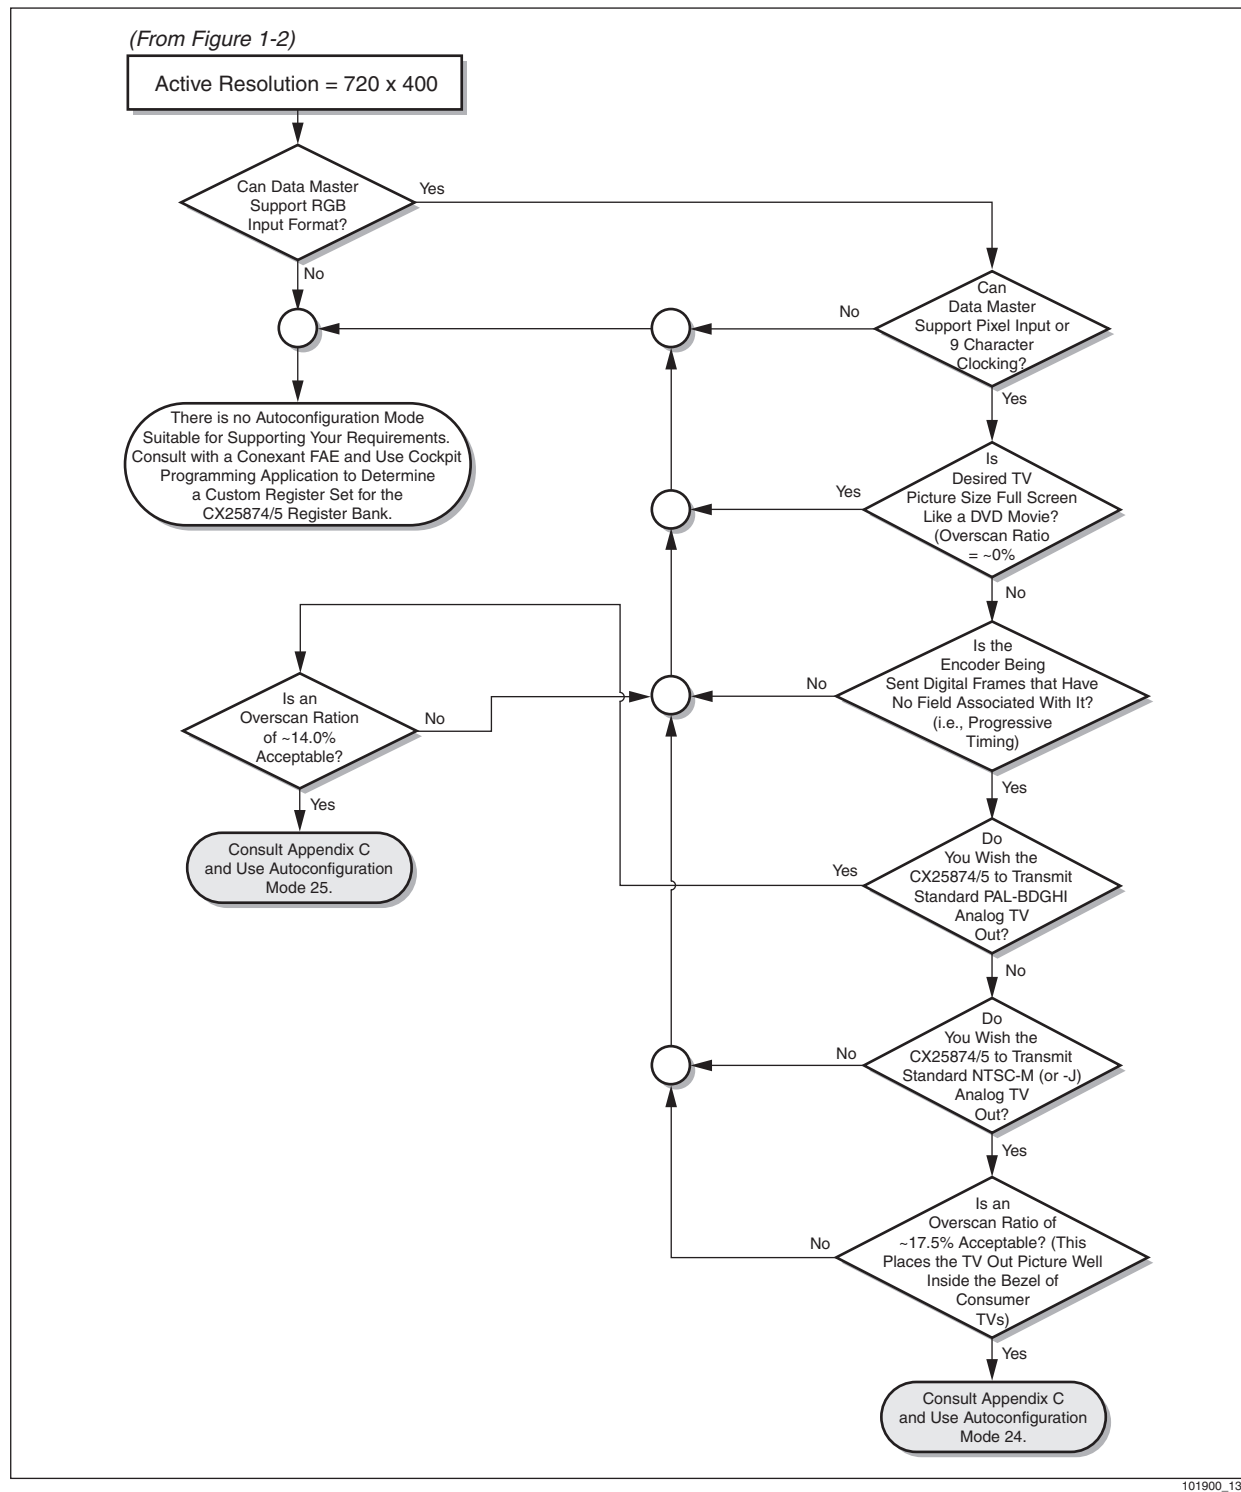 (From Figure 1-2)
Active Resolution = 720 x 400
Can Data Master
Support RGB
Input Format?
Yes
No
Can
Data Master
Support Pixel Input or
9 Character
Clocking?
No
Yes
There is no Autoconfiguration Mode
Suitable for Supporting Your Requirements.
Consult with a Conexant FAE and Use Cockpit
Programming Application to Determine
a Custom Register Set for the
CX25874/5 Register Bank.
Is
Desired TV
Picture Size Full Screen
Like a DVD Movie?
(Overscan Ratio
= ~0%
Yes
No
Is the
Encoder Being
Sent Digital Frames that Have
No Field Associated With It?
(i.e., Progressive
Timing)
No
Yes
Is an
Overscan Ration
of ~14.0%
Acceptable?
No
Yes
Consult Appendix C
and Use Autoconfiguration
Mode 25.
Do
You Wish the
CX25874/5 to Transmit
Standard PAL-BDGHI
Analog TV
Out?
Yes
No
Do
You Wish the
CX25874/5 to Transmit
Standard NTSC-M (or -J)
Analog TV
Out?
No
Yes
Is an
Overscan Ratio of
~17.5% Acceptable? (This
Places the TV Out Picture Well
Inside the Bezel of
Consumer
TVs)
No
Yes
Consult Appendix C
and Use Autoconfiguration
Mode 24.
101900_13